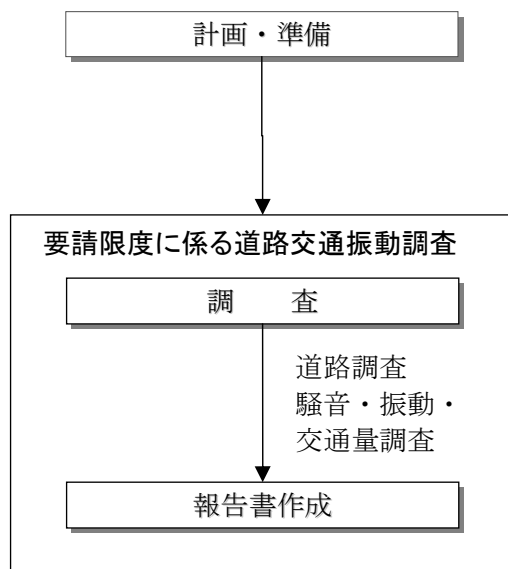 計画・準備
要請限度に係る道路交通振動調査
調　　査
道路調査
騒音・振動・
交通量調査
報告書作成